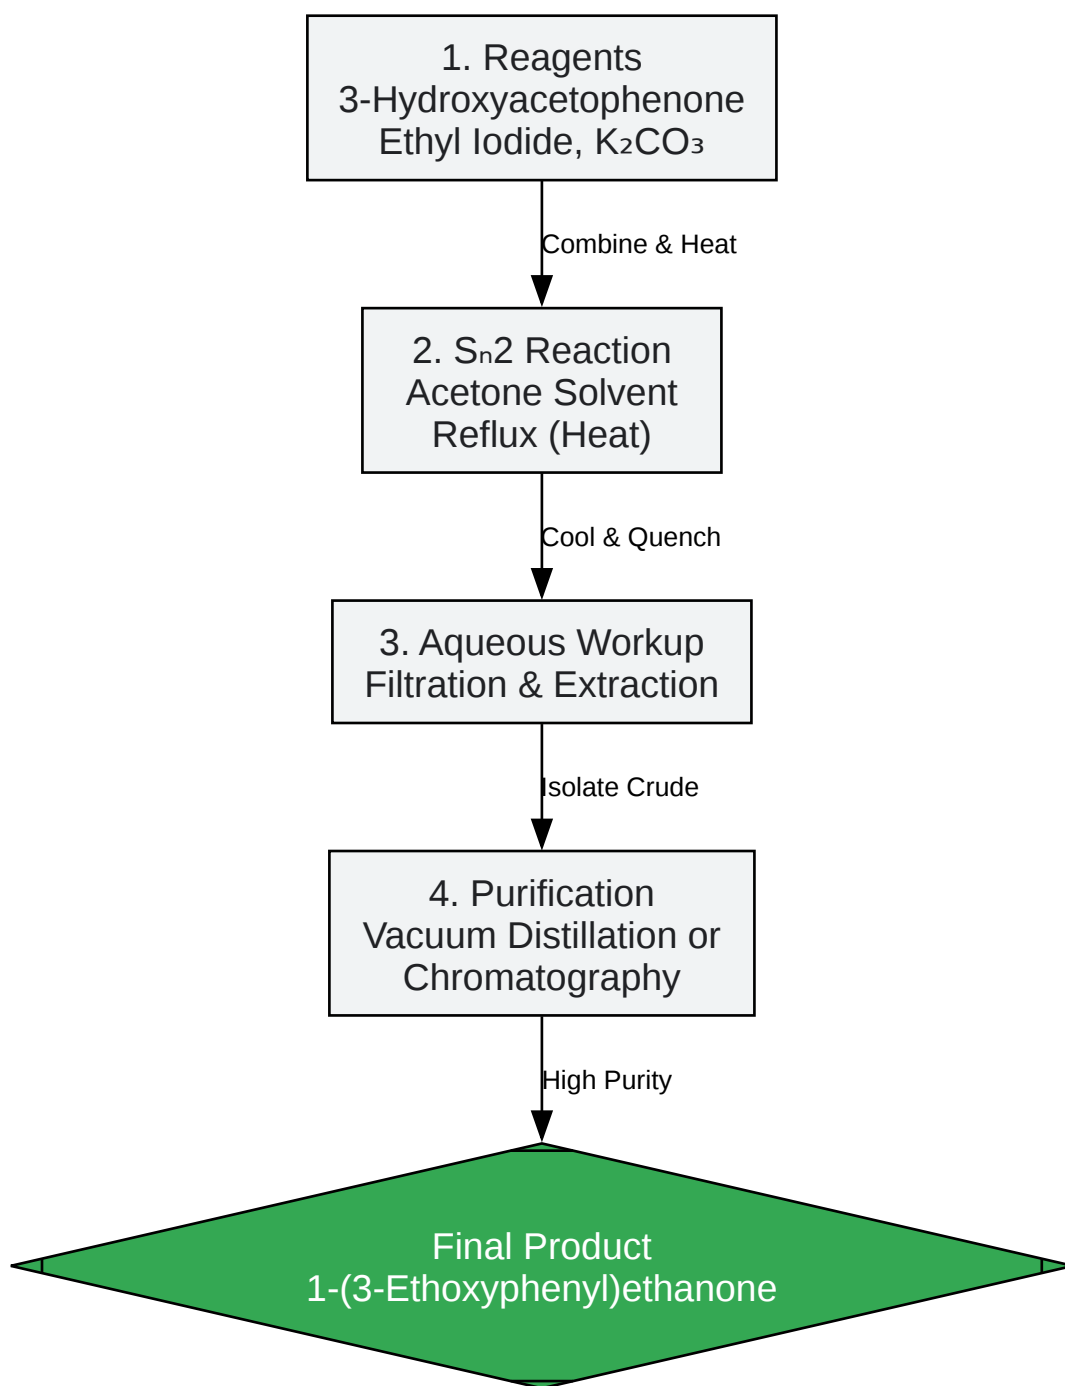 1. Reagents
3-Hydroxyacetophenone
Ethyl Iodide, K₂CO₃
Combine & Heat
2. Sₙ2 Reaction
Acetone Solvent
Reflux (Heat)
Cool & Quench
3. Aqueous Workup
Filtration & Extraction
Isolate Crude
4. Purification
Vacuum Distillation or
Chromatography
High Purity
Final Product
1-(3-Ethoxyphenyl)ethanone